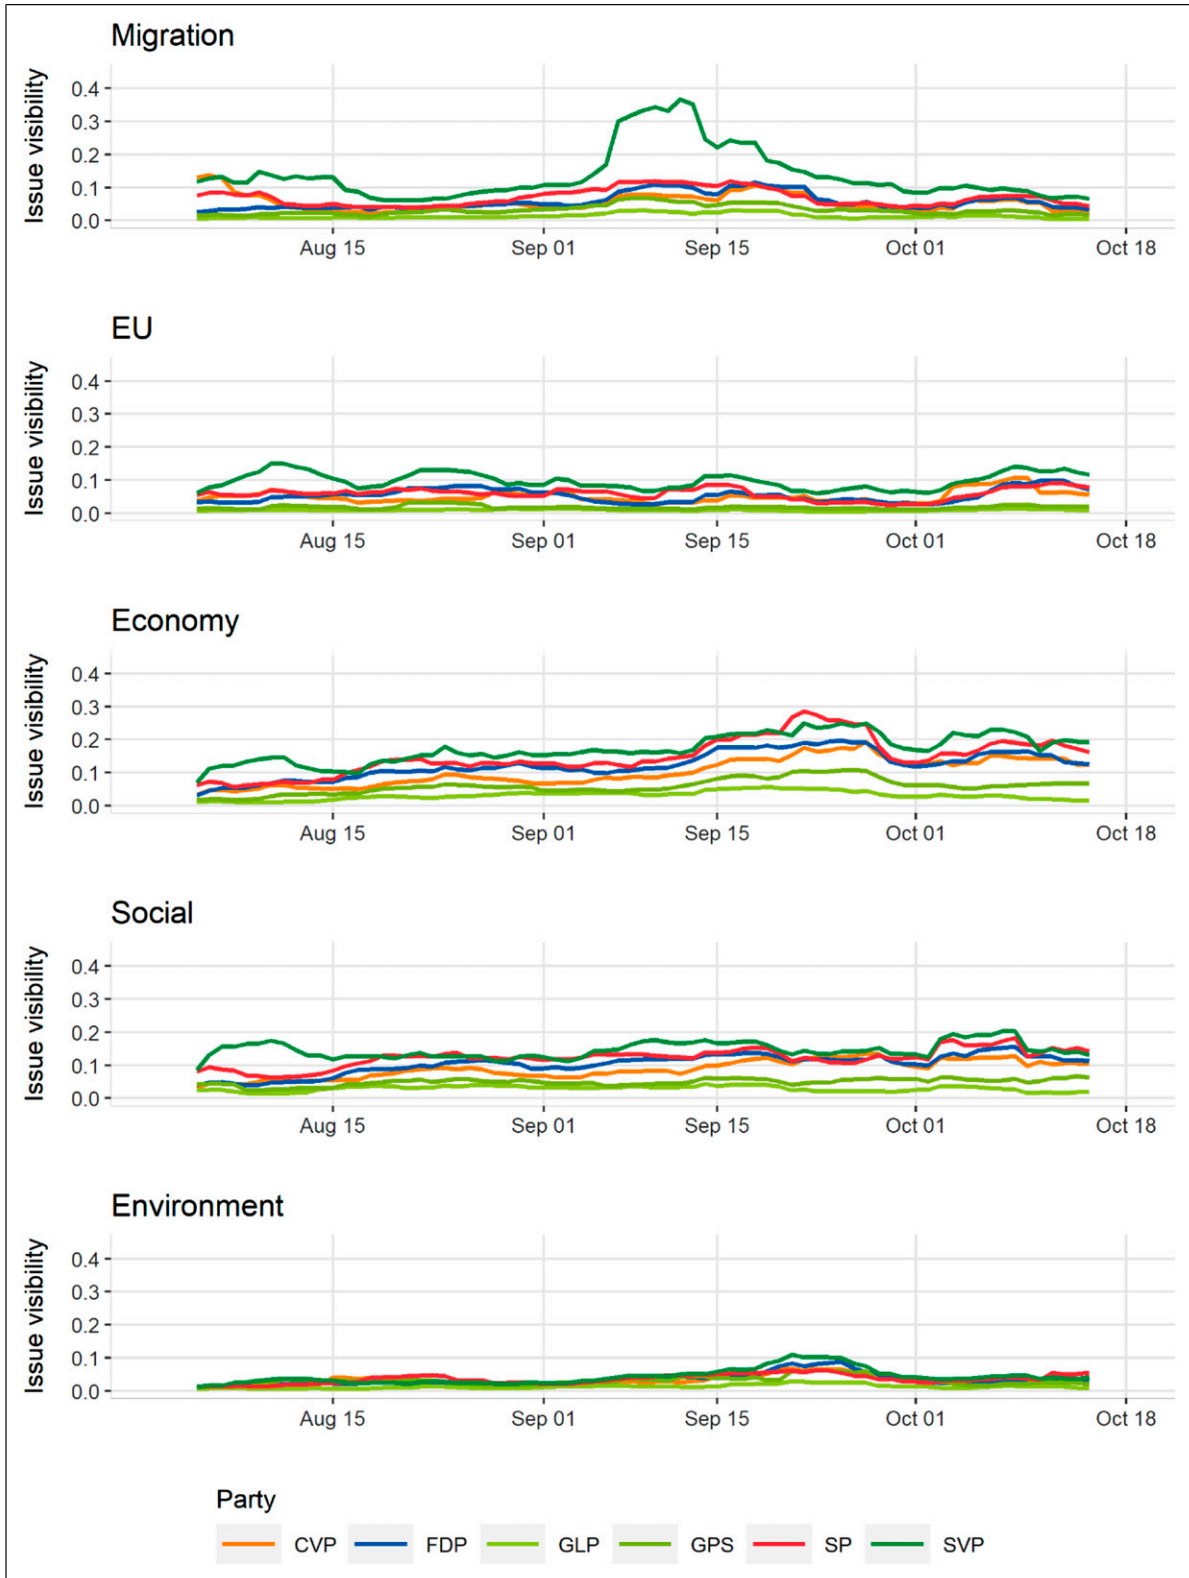 Migration
Issue visibility
0.4
0.3
0.2
0.1
0.0
Aug 15 Sep 01 Sep 15 Oct 01 Oct 18
EU
Issue visibility
0.4
0.3
0.2
0.1
0.0
Aug 15 Sep 01 Sep 15 Oct 01 Oct 18
Economy
Issue visibility
0.4
0.3
0.2
0.1
0.0
Aug 15 Sep 01 Sep 15 Oct 01 Oct 18
Social
Issue visibility
0.4
0.3
0.2
0.1
0.0
Aug 15 Sep 01 Sep 15 Oct 01 Oct 18
Environment
Issue visibility
0.4
0.3
0.2
0.1
0.0
Aug 15 Sep 01 Sep 15 Oct 01 Oct 18
Party
CVP FDP GLP GPS SP SVP